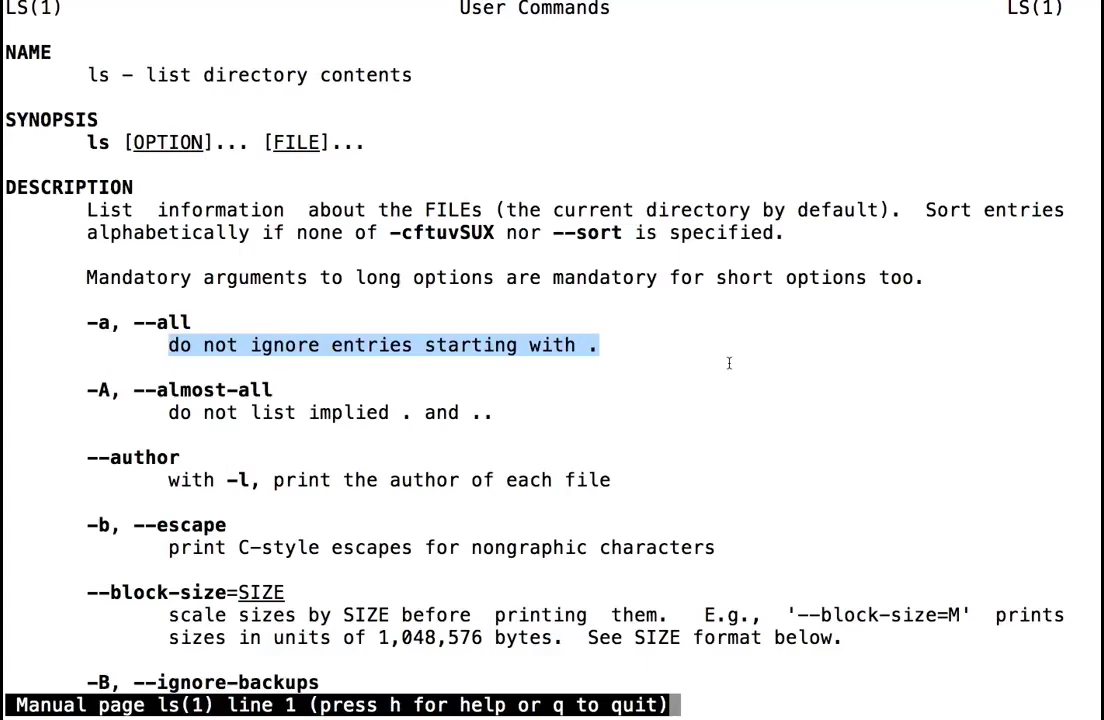 LS(1) User Commands LS(1)
NAME
ls - list directory contents
SYNOPSIS
ls [OPTION]... [FILE]...
DESCRIPTION
List information about the FILEs (the current directory by default). Sort entries
alphabetically if none of -cftuvSUX nor --sort is specified.
Mandatory arguments to long options are mandatory for short options too.
-a, --all
do not ignore entries starting with .
-A, --almost-all
do not list implied . and ..
--author
with -l, print the author of each file
-b, --escape
print C-style escapes for nongraphic characters
--block-size=SIZE
scale sizes by SIZE before printing them. E.g., '--block-size=M' prints
sizes in units of 1,048,576 bytes. See SIZE format below.
-B, --ignore-backups
Manual page ls(1) line 1 (press h for help or q to quit)